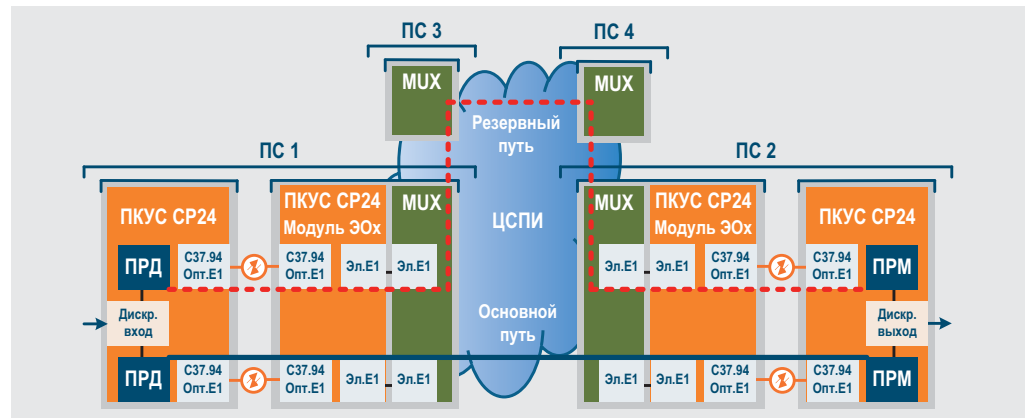 ПС 3
ПС 4
MUX
MUX
Резервный
путь
ПС 1
ПС 2
ПКУС СР24
ПКУС СР24
Модуль ЭОх
MUX
ЦСПИ
MUX
ПКУС СР24
Модуль ЭОх
ПКУС СР24
ПРД
С37.94
Опт.Е1
С37.94
Опт.Е1
Эл.Е1
Эл.Е1
Эл.Е1
Эл.Е1
С37.94
Опт.Е1
С37.94
Опт.Е1
ПРМ
Дискр.
вход
Основной
путь
Дискр.
выход
ПРД
С37.94
Опт.Е1
С37.94
Опт.Е1
Эл.Е1
Эл.Е1
Эл.Е1
Эл.Е1
С37.94
Опт.Е1
С37.94
Опт.Е1
ПРМ